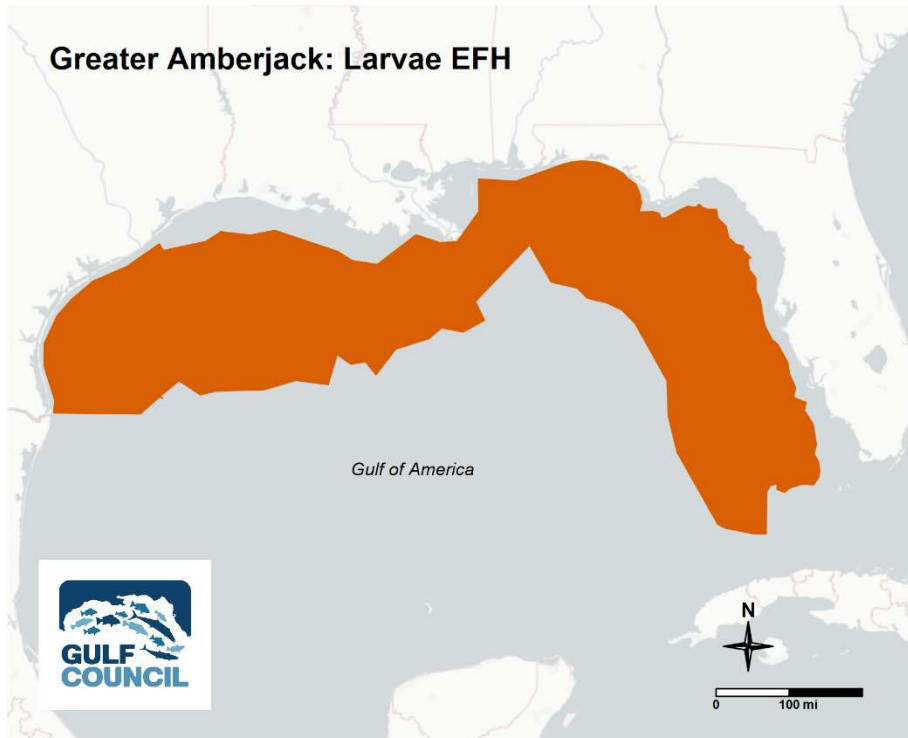 Greater Amberjack: Larvae EFH
Gulf of America
GULF
COUNCIL
N
0 100 mi